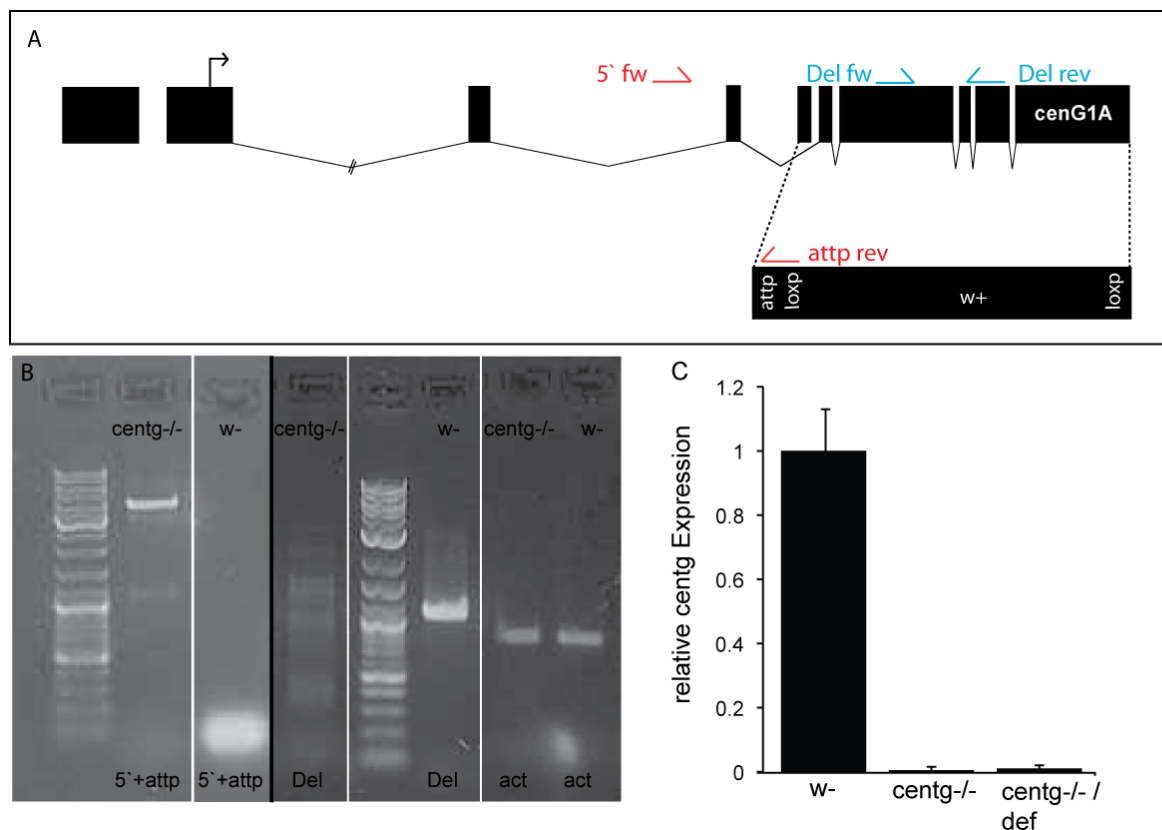 A
5` fw
Del fw
Del rev
cenG1A
attp rev
attp
loxp
w+
loxp
B
centg-/-
w-
centg-/-
w-
centg-/-
w-
5`+attp
5`+attp
Del
Del
act
act
C
relative centg Expression
1.2
1
0.8
0.6
0.4
0.2
0
w-
centg-/-
centg-/- /
def